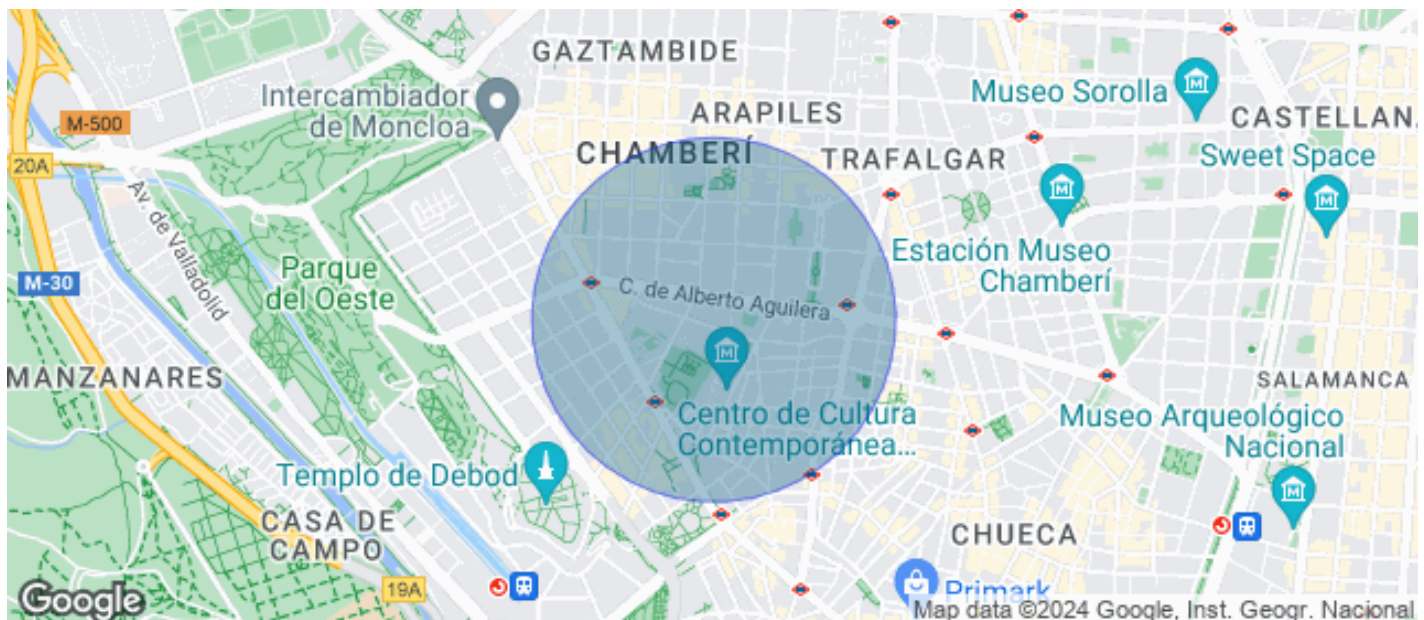 GAZTAMBIDE
Intercambiador
de Moncloa
Museo Sorolla
ARAPILES
CASTELLAN
M-500
CHAMBERÍ
TRAFALGAR
Sweet Space
20A
Av. de Valladolid
Estación Museo
Chamberí
Parque
del Oeste
M-30
C. de Alberto Aguilera
MANZANARES
SALAMANCA
Centro de Cultura
Contemporánea...
Museo Arqueológico
Nacional
Templo de Debod
CASA DE
CAMPO
CHUECA
19A
Primark
Google
Map data ©2024 Google, Inst. Geogr. Nacional